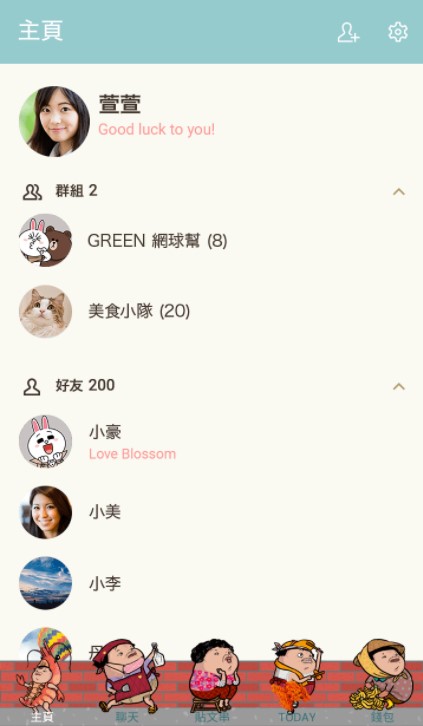 主頁
萱萱
Good luck to you!
群組 2
GREEN 網球幫 (8)
美食小隊 (20)
好友 200
小豪
Love Blossom
小美
小李
主頁
聊天
貼文串
TODAY
錢包